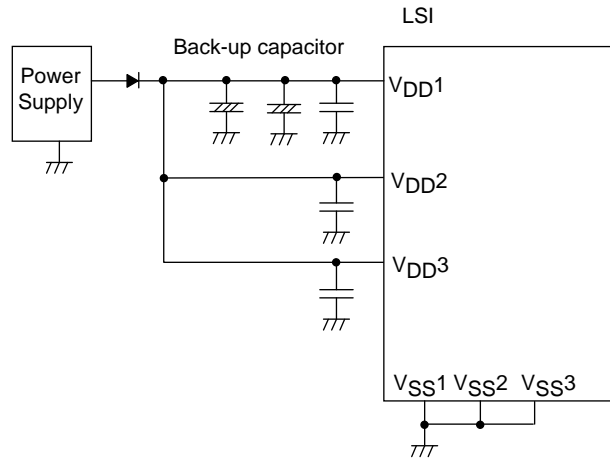 LSI
Back-up capacitor
Power
Supply
VDD1
VDD2
VDD3
VSS1 VSS2 VSS3